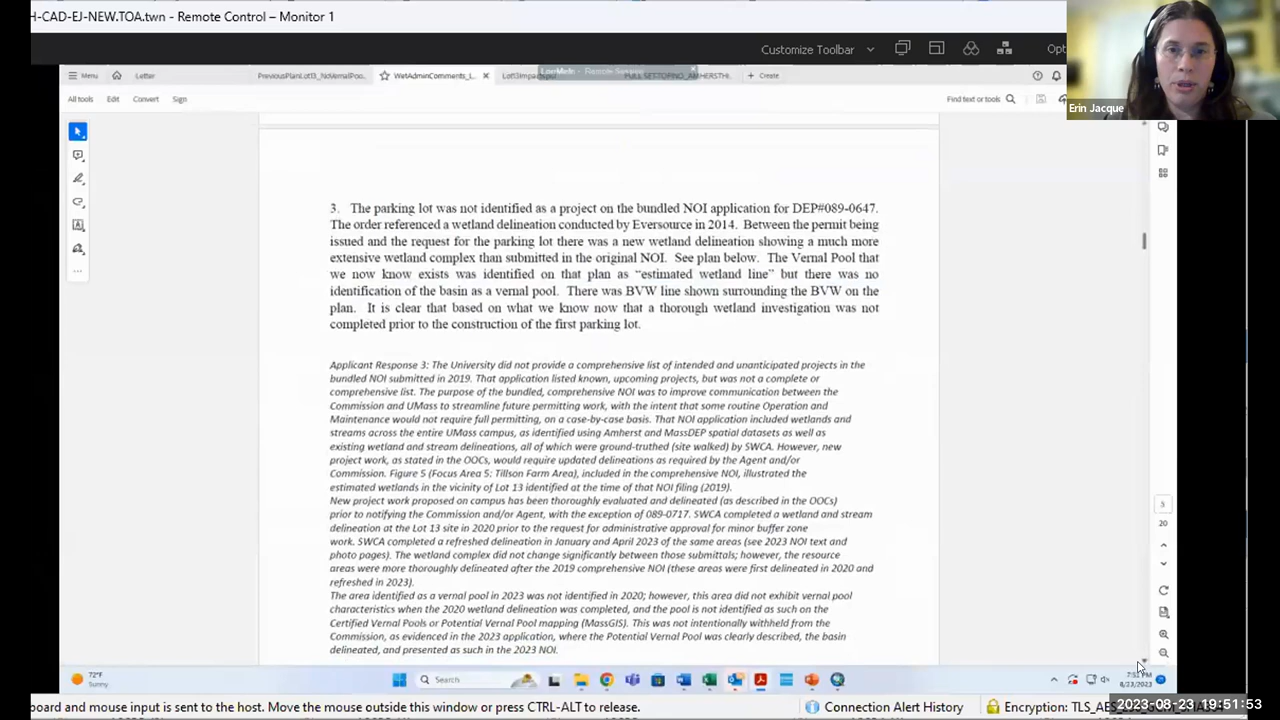 H-CAD-EJ-NEW.TOA.twn - Remote Control – Monitor 1
Customize Toolbar
Erin Jacque
Menu
Letter
PreviousPlanLot13_NoVernalPoo...
WetAdminComments_L...
Create
All tools
Edit
Convert
Sign
Find text or tools
3. The parking lot was not identified as a project on the bundled NOI application for DEP#089-0647.
The order referenced a wetland delineation conducted by Eversource in 2014. Between the permit being
issued and the request for the parking lot there was a new wetland delineation showing a much more
extensive wetland complex than submitted in the original NOI. See plan below. The Vernal Pool that
we now know exists was identified on that plan as “estimated wetland line” but there was no
identification of the basin as a vernal pool. There was BVW line shown surrounding the BVW on the
plan. It is clear that based on what we know now that a thorough wetland investigation was not
completed prior to the construction of the first parking lot.
Applicant Response 3: The University did not provide a comprehensive list of intended and unanticipated projects in the
bundled NOI submitted in 2019. That application listed known, upcoming projects, but was not a complete or
comprehensive list. The purpose of the bundled, comprehensive NOI was to improve communication between the
Commission and UMass to streamline future permitting work, with the intent that some routine Operation and
Maintenance would not require full permitting, on a case-by-case basis. That NOI application included wetlands and
streams across the entire UMass campus, as identified using Amherst and MassDEP spatial datasets as well as
existing wetland and stream delineations, all of which were ground-truthed (site walked) by SWCA. However, new
project work, as stated in the OOCs, would require updated delineations as required by the Agent and/or
Commission. Figure 5 (Focus Area 5: Tillson Farm Area), included in the comprehensive NOI, illustrated the
estimated wetlands in the vicinity of Lot 13 identified at the time of that NOI filing (2019).
New project work proposed on campus has been thoroughly evaluated and delineated (as described in the OOCs)
prior to notifying the Commission and/or Agent, with the exception of 089-0717. SWCA completed a wetland and stream
delineation at the Lot 13 site in 2020 prior to the request for administrative approval for minor buffer zone
work. SWCA completed a refreshed delineation in January and April 2023 of the same areas (see 2023 NOI text and
photo pages). The wetland complex did not change significantly between those submittals; however, the resource
areas were more thoroughly delineated after the 2019 comprehensive NOI (these areas were first delineated in 2020 and
refreshed in 2023).
The area identified as a vernal pool in 2023 was not identified in 2020; however, this area did not exhibit vernal pool
characteristics when the 2020 wetland delineation was completed, and the pool is not identified as such on the
Certified Vernal Pools or Potential Vernal Pool mapping (MassGIS). This was not intentionally withheld from the
Commission, as evidenced in the 2023 application, where the Potential Vernal Pool was clearly described, the basin
delineated, and presented as such in the 2023 NOI.
3
20
72°F
Sunny
Search
8/23/2023
board and mouse input is sent to the host. Move the mouse outside this window or press CTRL-ALT to release.
Connection Alert History
Encryption:
2023-08-23 19:51:53